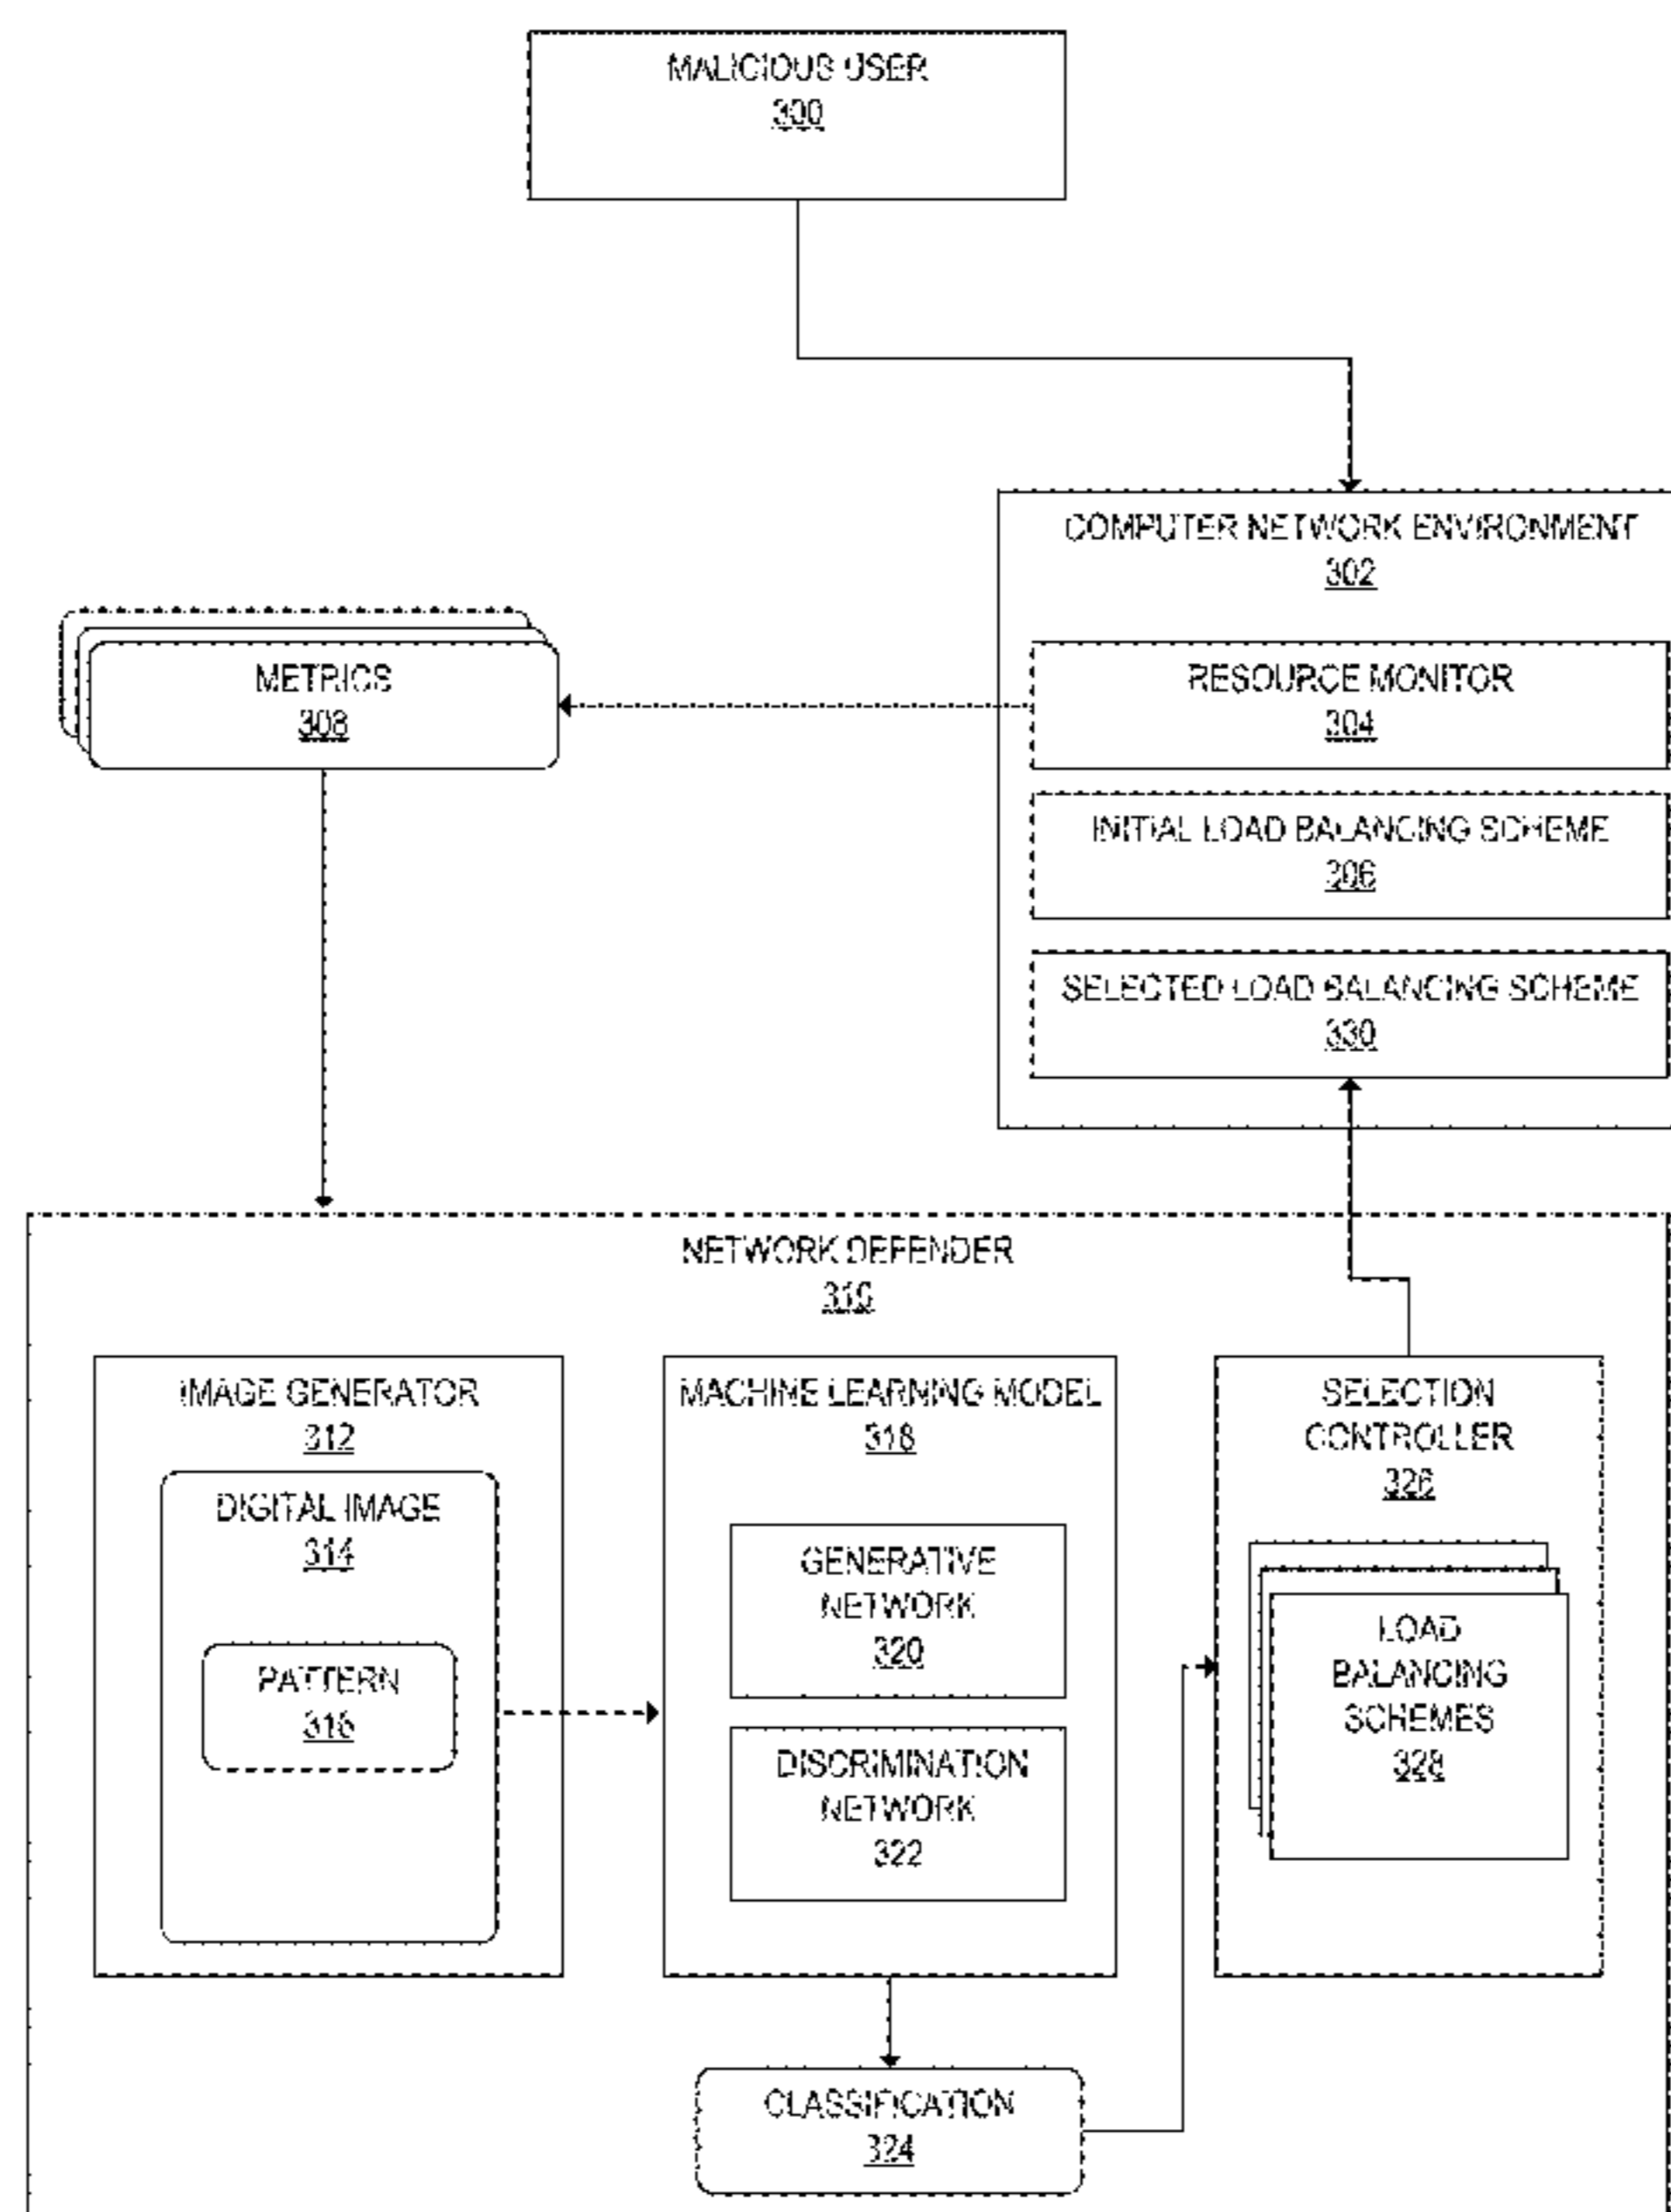 MALICIOUS USER
300
COMPUTER NETWORK ENVIRONMENT
302
METRICS
308
RESOURCE MONITOR
304
INITIAL LOAD BALANCING SCHEME
306
SELECTED LOAD BALANCING SCHEME
330
NETWORK DEFENDER
310
IMAGE GENERATOR
312
DIGITAL IMAGE
314
PATTERN
316
MACHINE LEARNING MODEL
318
GENERATIVE
NETWORK
320
DISCRIMINATION
NETWORK
322
CLASSIFICATION
324
SELECTION
CONTROLLER
326
LOAD
BALANCING
SCHEMES
328